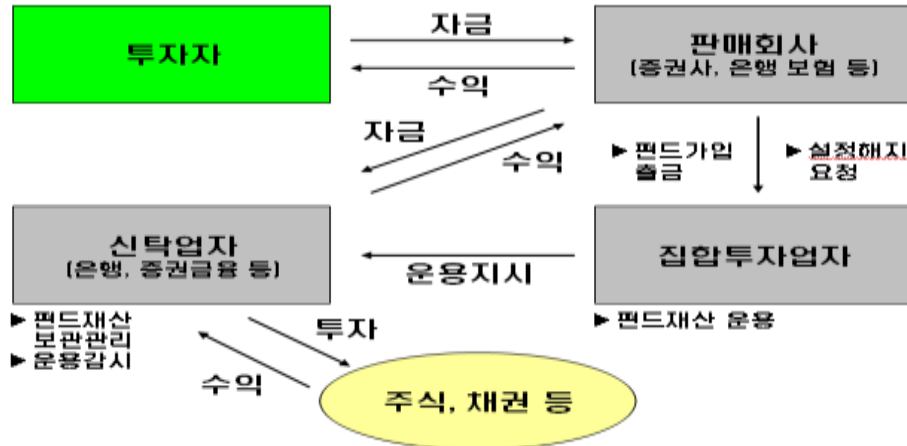 투자자
자금
판매회사
(증권사, 은행 보험 등)
수익
자금
수익
▶ 펀드가입
출금
▶ 설정해지
요청
신탁업자
(은행, 증권금융 등)
운용지시
집합투자업자
▶ 펀드재산
보관관리
▶ 운용감시
투자
수익
▶ 펀드재산 운용
주식, 채권 등